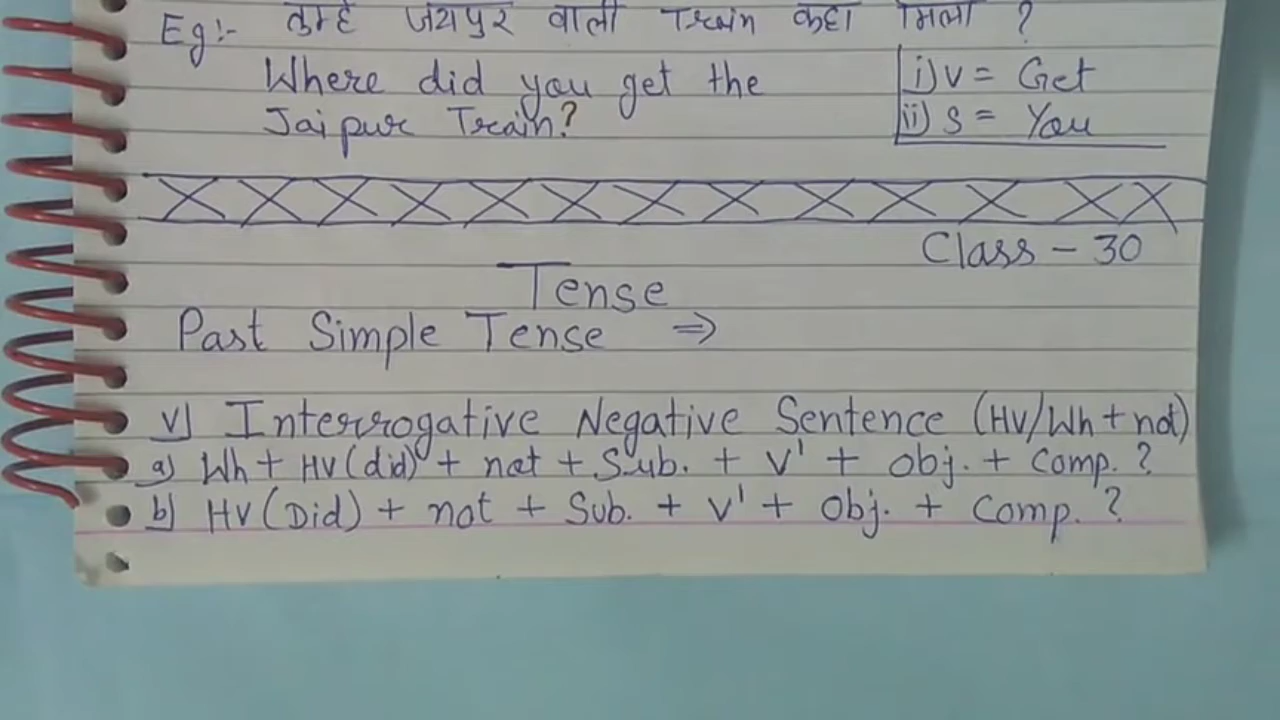 Eg:- तुम्हे जयपुर वाली Train कहा मिली ?
Where did you get the
Jaipur Train?
i) V = Get
ii) S = You
Class - 30
Tense
Past Simple Tense ⇒
v) Interrogative Negative Sentence (HV/Wh + not)
a) Wh + HV(did) + not + Sub. + V' + Obj. + Comp. ?
b) HV(Did) + not + Sub. + V' + Obj. + Comp. ?